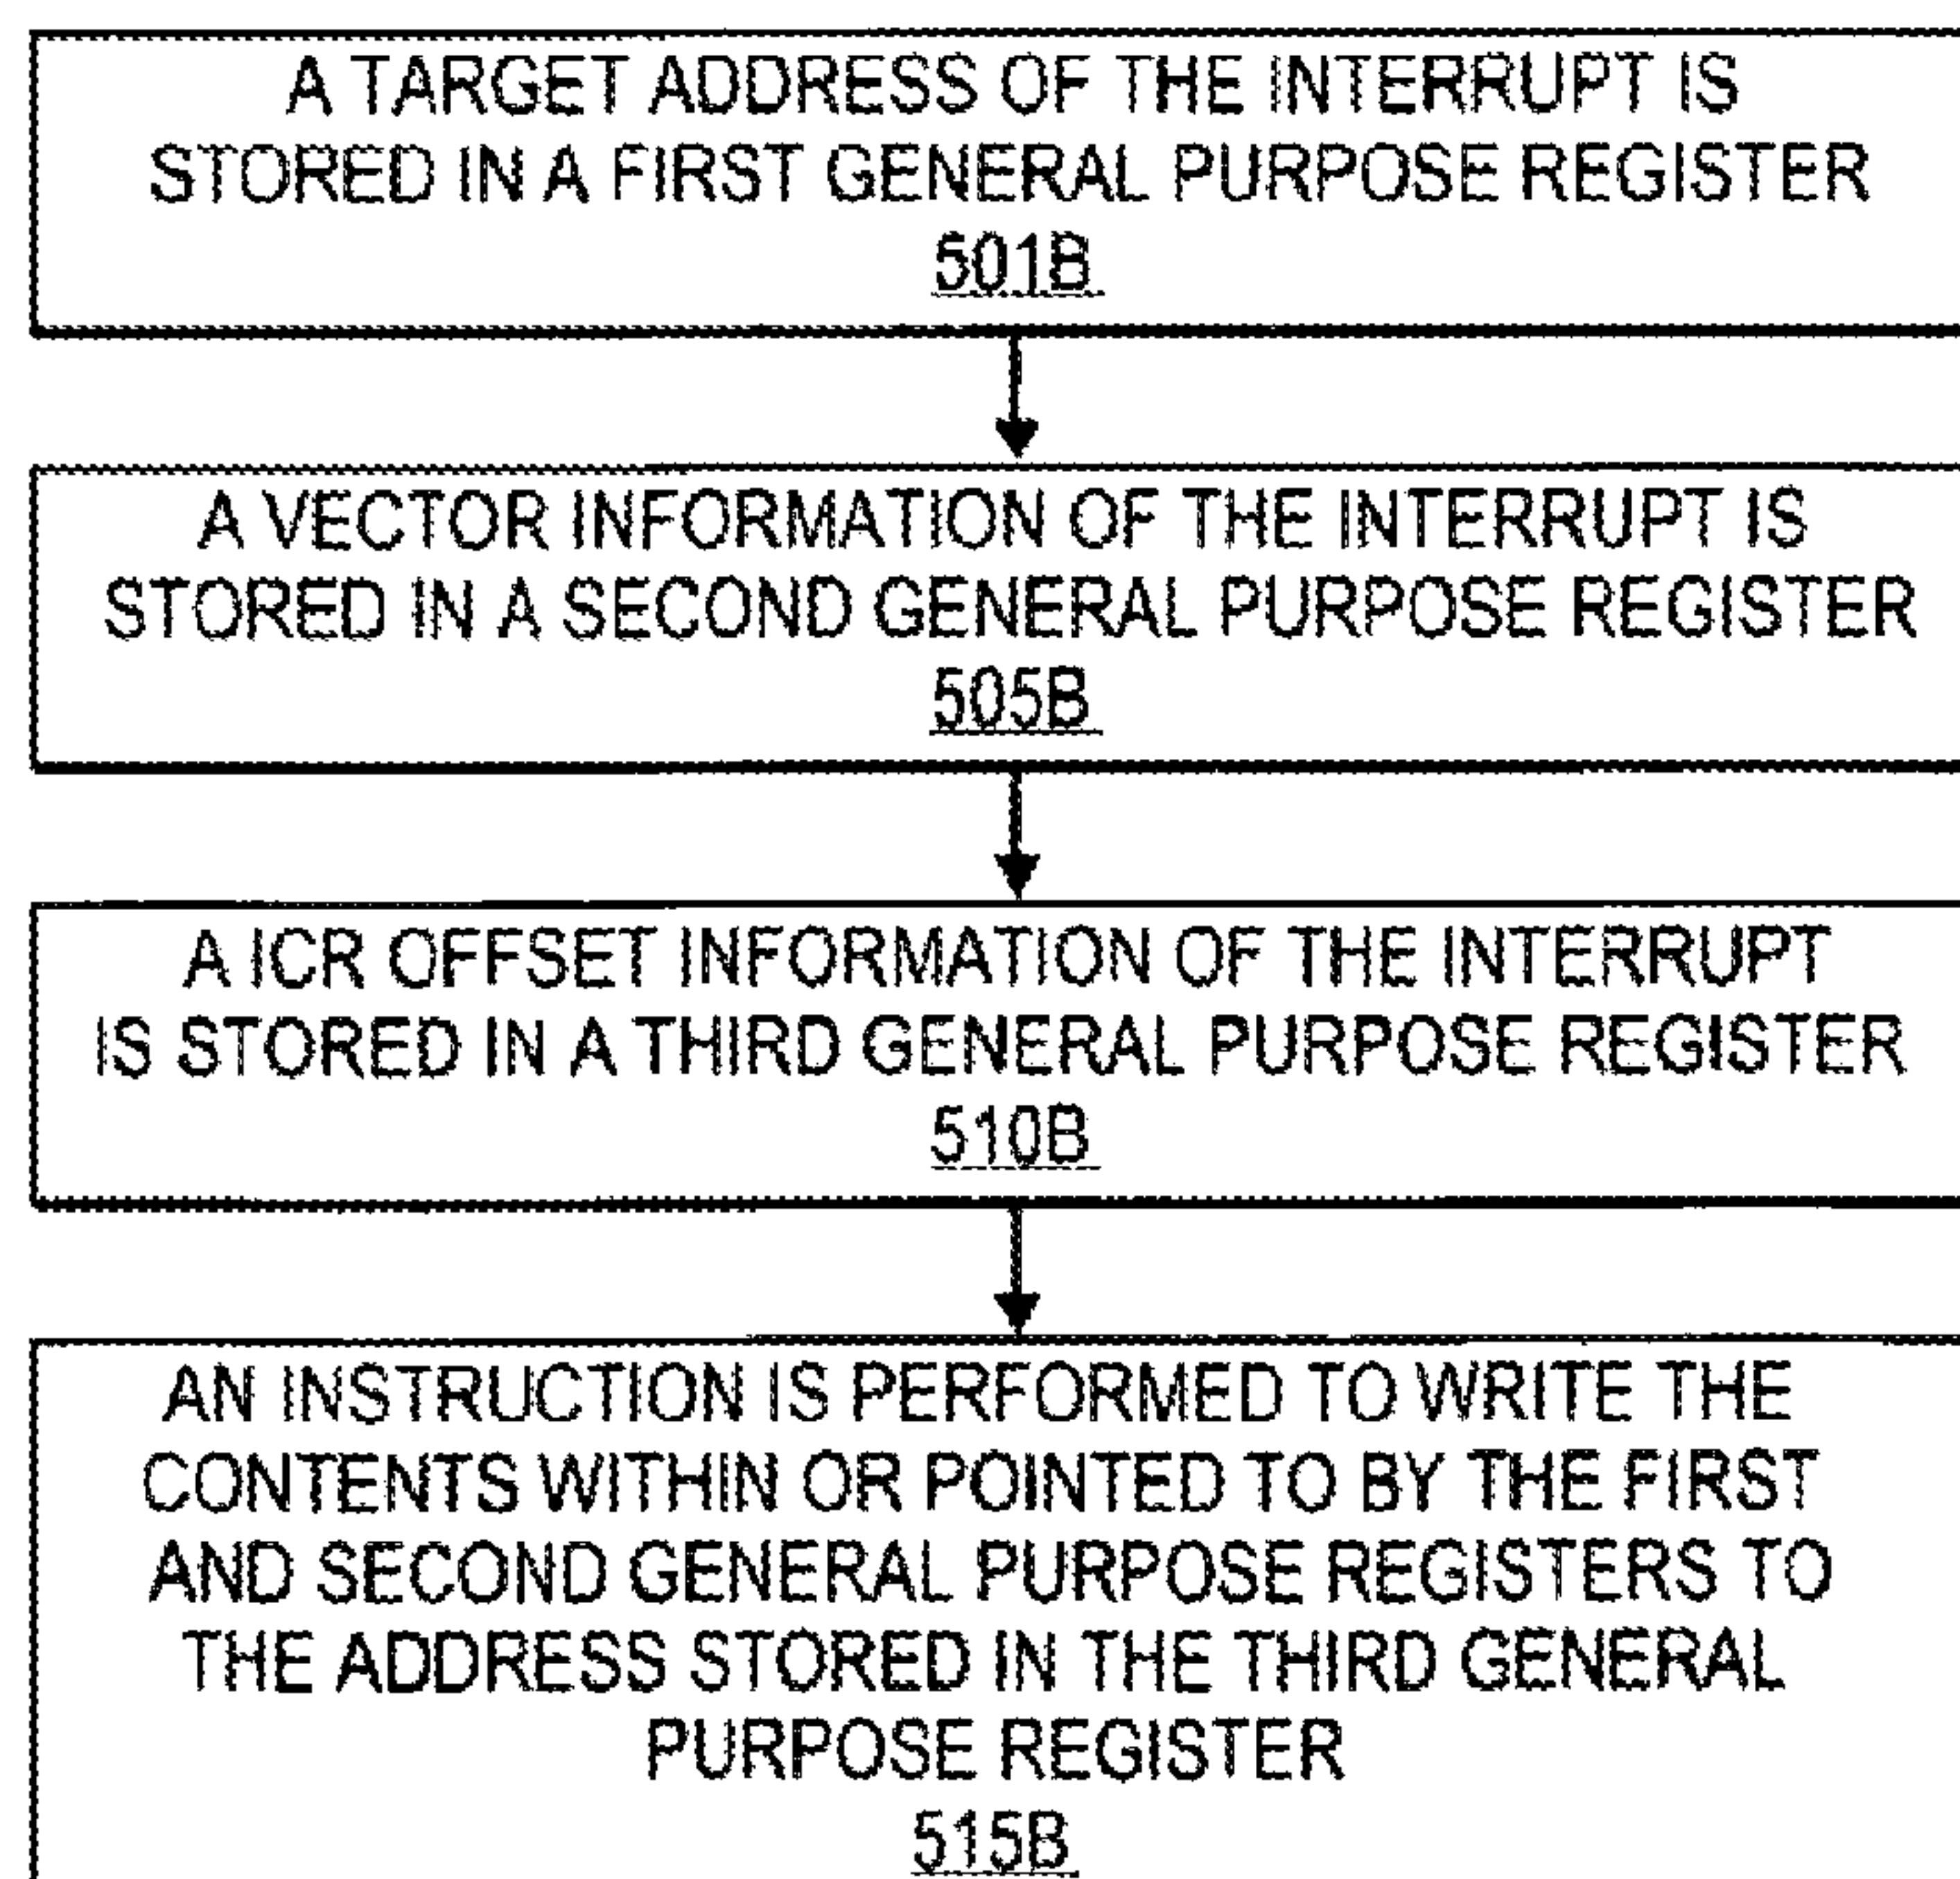 A TARGET ADDRESS OF THE INTERRUPT IS
STORED IN A FIRST GENERAL PURPOSE REGISTER
501B
A VECTOR INFORMATION OF THE INTERRUPT IS
STORED IN A SECOND GENERAL PURPOSE REGISTER
505B
A ICR OFFSET INFORMATION OF THE INTERRUPT
IS STORED IN A THIRD GENERAL PURPOSE REGISTER
510B
AN INSTRUCTION IS PERFORMED TO WRITE THE
CONTENTS WITHIN OR POINTED TO BY THE FIRST
AND SECOND GENERAL PURPOSE REGISTERS TO
THE ADDRESS STORED IN THE THIRD GENERAL
PURPOSE REGISTER
515B